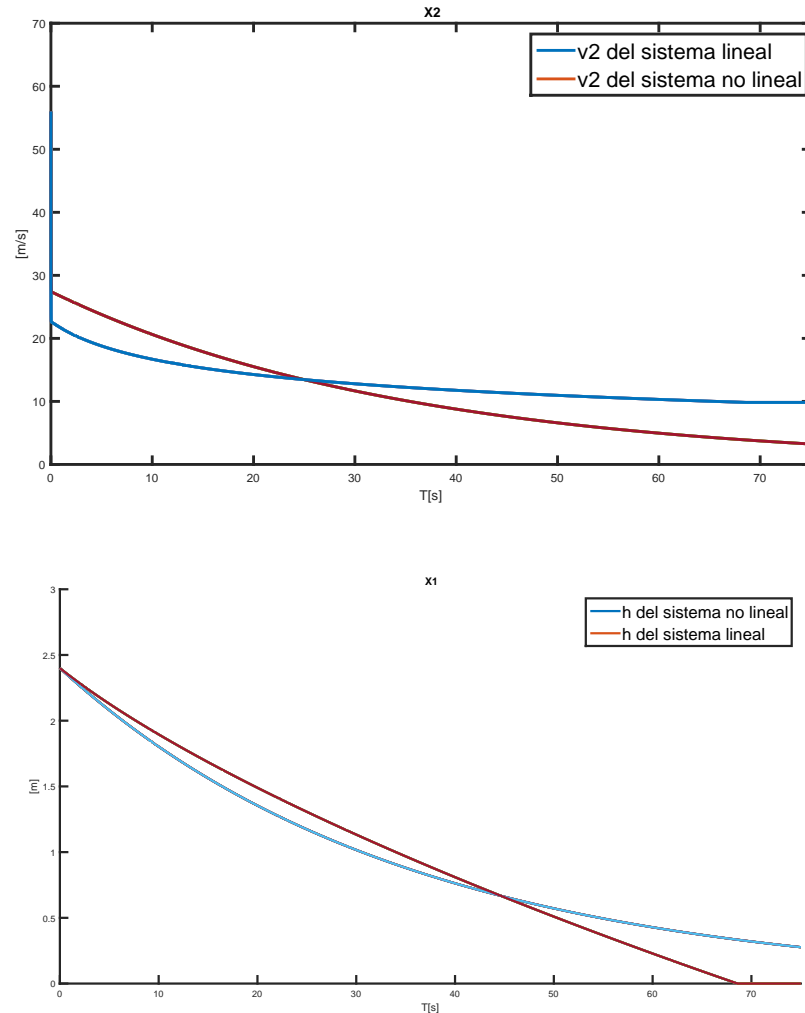 X2
70
60
50
40
30
20
10
0
[m/s]
v2 del sistema lineal
v2 del sistema no lineal
0 10 20 30 40 50 60 70
T[s]
X1
3
2.5
2
1.5
1
0.5
0
[m]
h del sistema no lineal
h del sistema lineal
0 10 20 30 40 50 60 70
T[s]